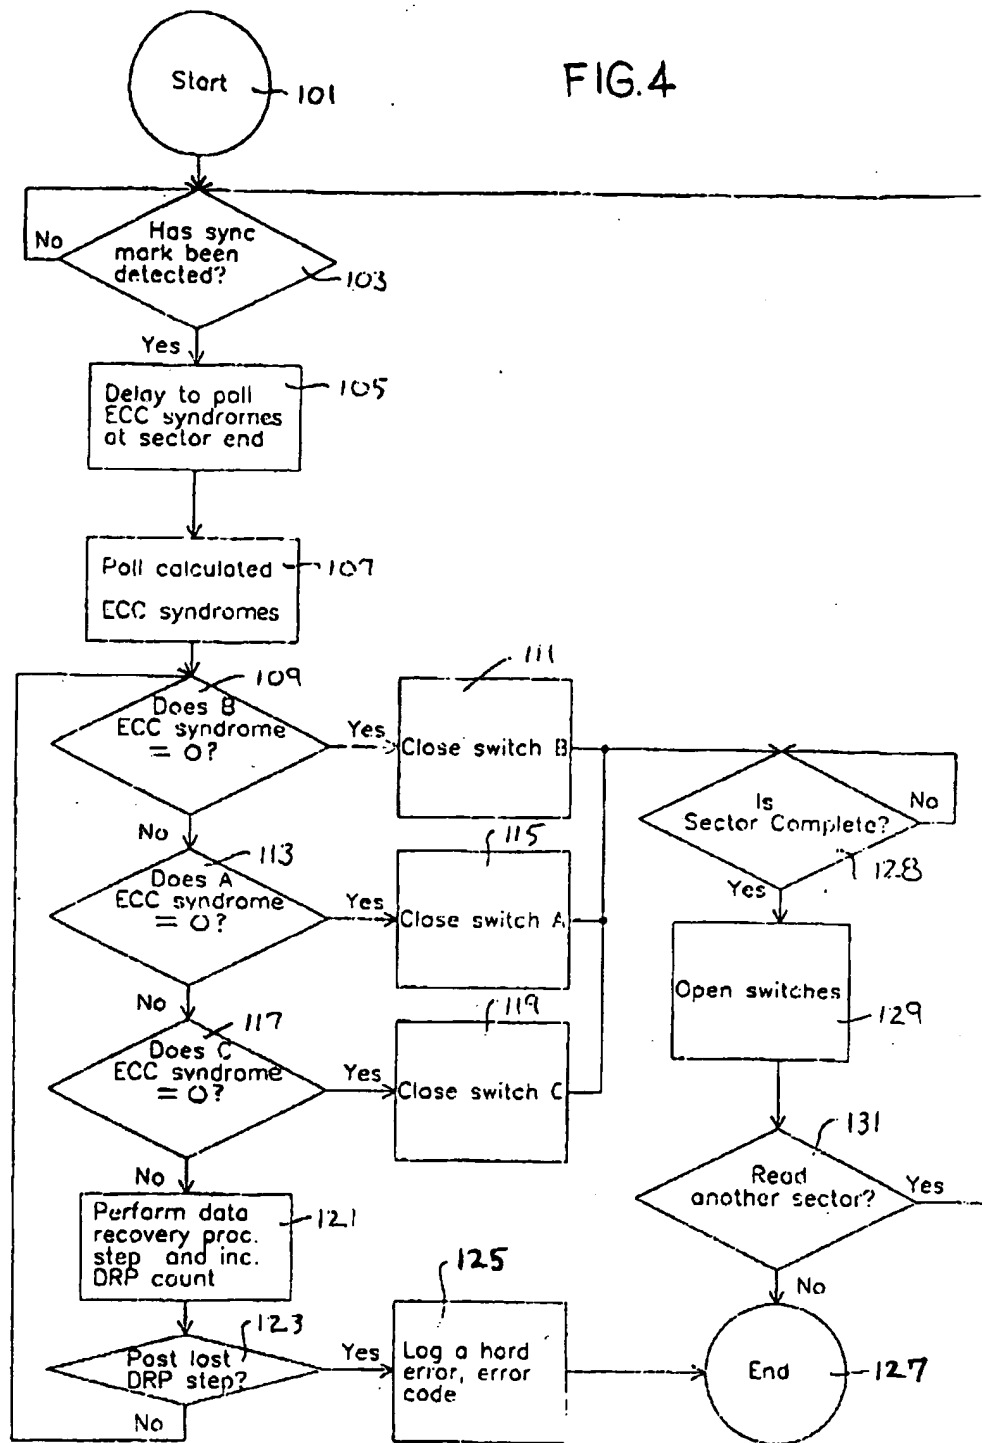 FIG.4
Start
101
Has sync
mark been
detected?
103
No
Yes
Delay to poll
ECC syndromes
at sector end
105
Poll calculated
ECC syndromes
107
109
Does B
ECC syndrome
= 0?
Yes
111
Close switch B
No
113
Does A
ECC syndrome
= 0?
Yes
115
Close switch A
No
117
Does C
ECC syndrome
= 0?
Yes
119
Close switch C
No
Perform data
recovery proc.
step and inc.
DRP count
121
123
Past last
DRP step?
Yes
No
125
Log a hard
error, error
code
Is
Sector Complete?
No
128
Yes
Open switches
129
131
Read
another sector?
Yes
No
End
127